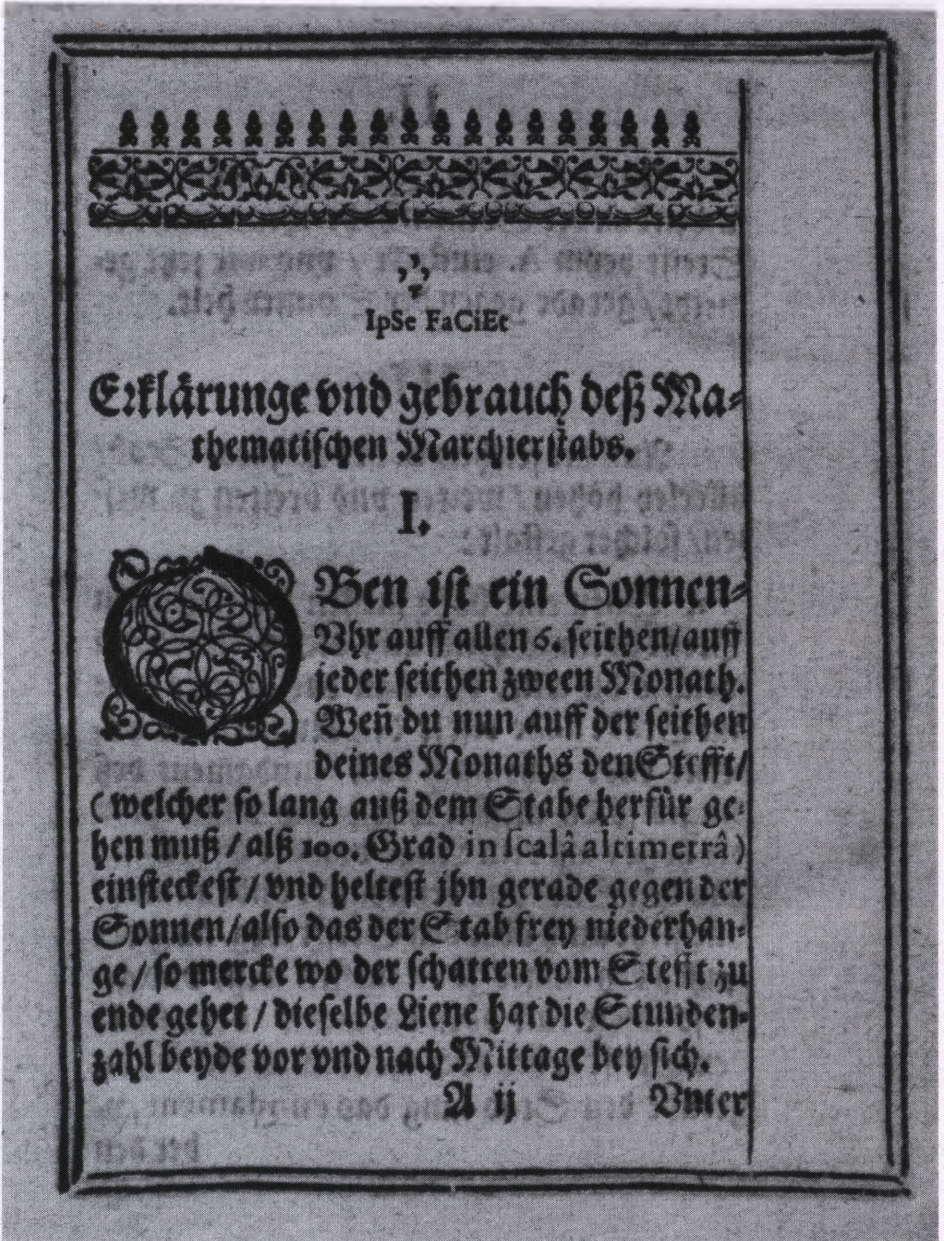 IpSe FaCiEt
Erklärunge vnd gebrauch deß Ma-
thematischen Marchierstabs.
I.
OBen ist ein Sonnen-
Vhr auff allen 6. seithen/auff
jeder seithen zween Monath.
Weñ du nun auff der seithen
deines Monaths den Stefft/
(welcher so lang auß dem Stabe herfür ge-
hen muß / alß 100. Grad in scalâ altimetrâ)
einsteckest / vnd heltest jhn gerade gegen der
Sonnen/also das der Stab frey niederhan-
ge / so mercke wo der schatten vom Stefft zu
ende gehet / dieselbe Liene hat die Stunden-
zahl beyde vor vnd nach Mittage bey sich.
A ij Vnter